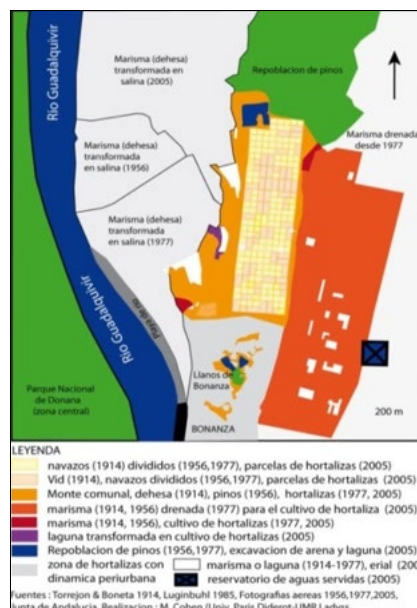 Rio Guadalquivir
Marisma (dehesa)
transformada en
salina (2005)
Repoblacion de pinos
Marisma drenada
desde 1977
Marisma (dehesa)
transformada
en salina (1956)
Marisma (dehesa)
transformada
en salina (1977)
Rio Guadalquivir
Playa de rio
Parque Nacional
de Donana
(zona central)
Llanos de
Bonanza
BONANZA
200 m
LEYENDA
navazos (1914) divididos (1956,1977), parcelas de hortalizas (2005)
Vid (1914), navazos divididos (1956,1977), parcelas de hortalizas (2005)
Monte comunal, dehesa (1914), pinos (1956), hortalizas (1977, 2005)
marisma (1914, 1956) drenada (1977) para el cultivo de hortaliza (2005)
marisma (1914, 1956), cultivo de hortalizas (1977, 2005)
laguna transformada en cultivo de hortalizas (2005)
Repoblacion de pinos (1956,1977), excavacion de arena y laguna (2005)
zona de hortalizas con
dinamica periurbana
marisma o laguna (1914-1977), erial (200
reservatorio de aguas servidas (2005)
Fuentes : Torrejon & Boneta 1914, Luginbuhl 1985, Fotografias aereas 1956,1977,2005,
Junta de Andalucia. Realizacion : M. Cohen (Univ. Paris Diderot-UMR Ladyss